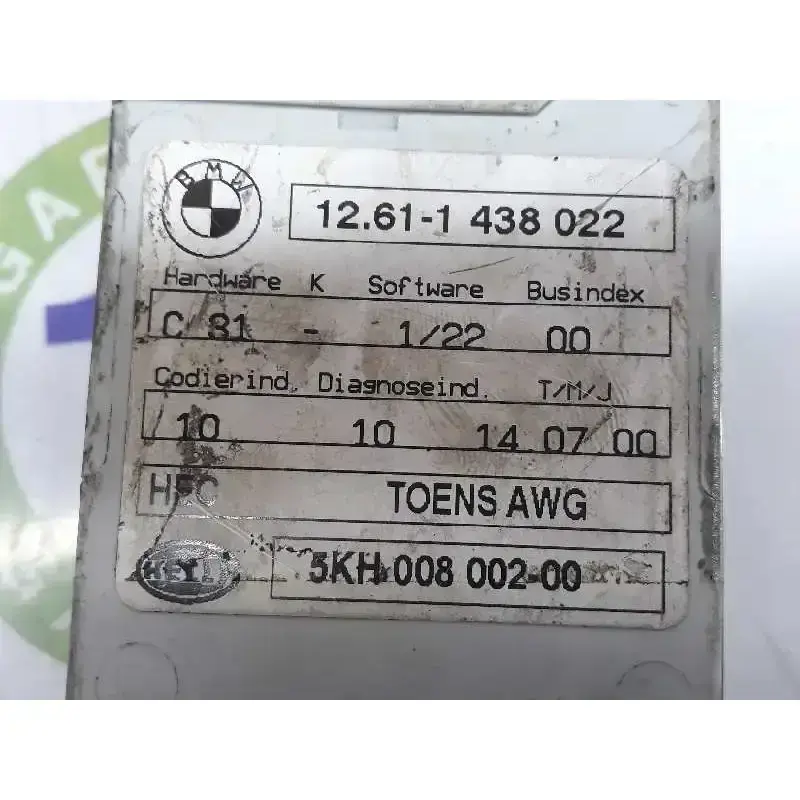 BMW
12.61-1 438 022
Hardware K Software Busindex
C 81 - 1/22 00
Codierind. Diagnoseind. T/M/J
/10 10 14.07.00
TOENS AWG
5KH 008 002-00